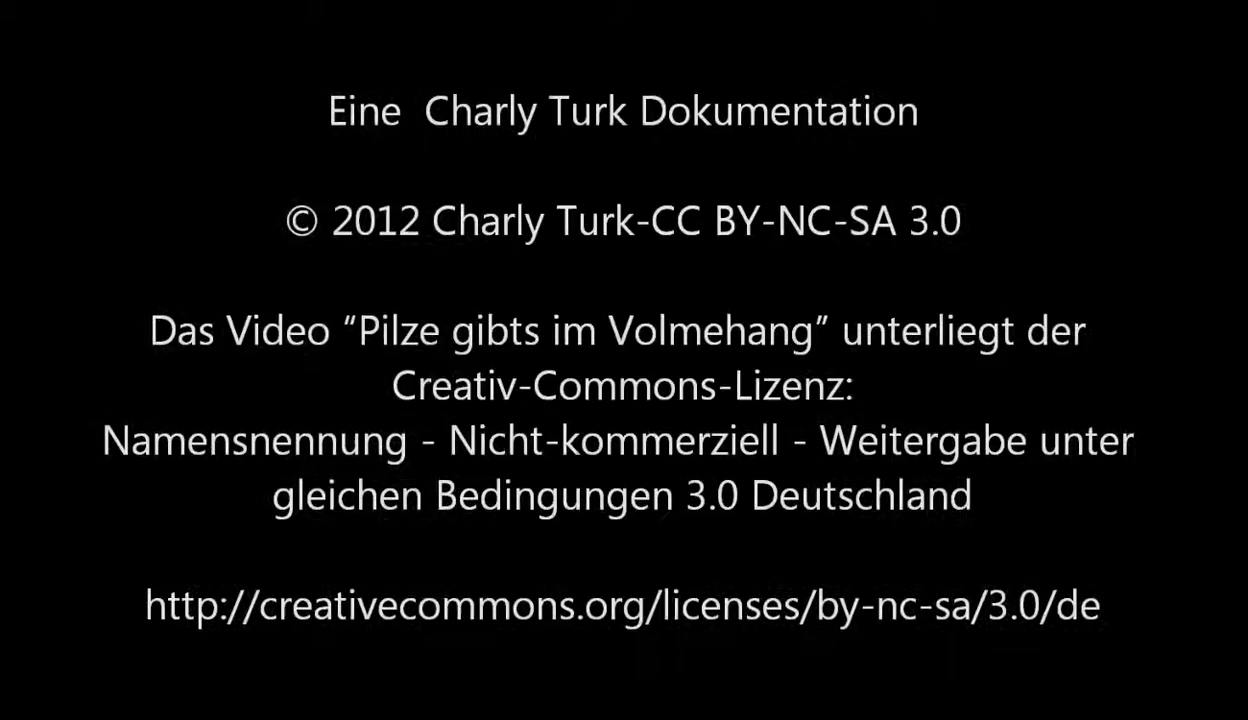 Eine  Charly Turk Dokumentation
© 2012 Charly Turk-CC BY-NC-SA 3.0
Das Video “Pilze gibts im Volmehang” unterliegt der
Creativ-Commons-Lizenz:
Namensnennung - Nicht-kommerziell - Weitergabe unter
gleichen Bedingungen 3.0 Deutschland
http://creativecommons.org/licenses/by-nc-sa/3.0/de